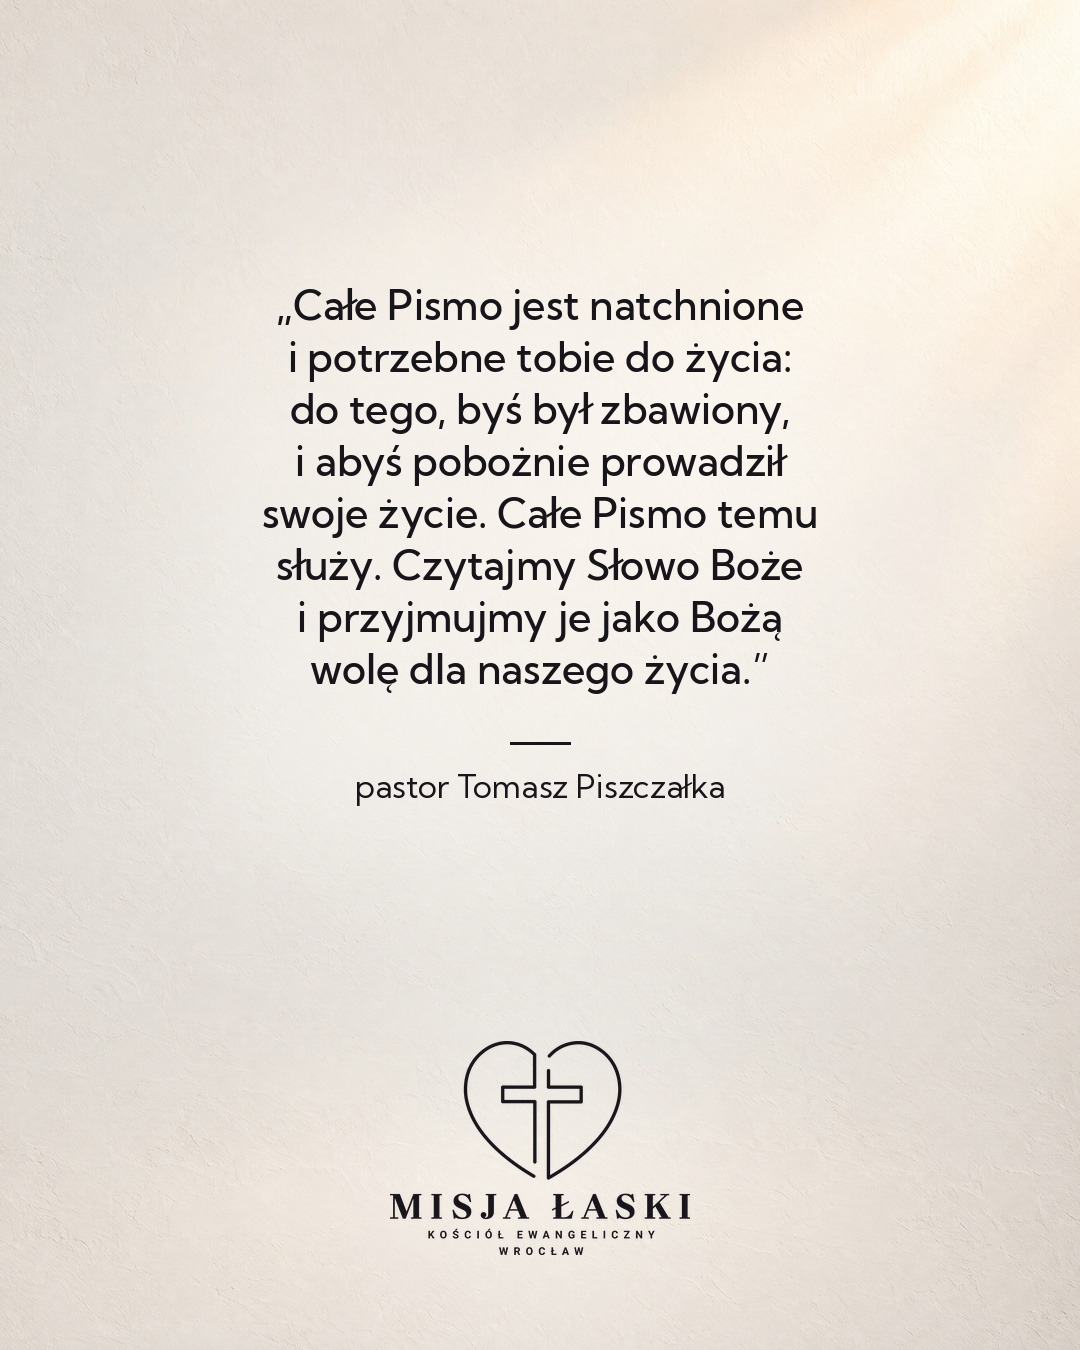 „Całe Pismo jest natchnione
i potrzebne tobie do życia:
do tego, byś był zbawiony,
i abyś pobożnie prowadził
swoje życie. Całe Pismo temu
służy. Czytajmy Słowo Boże
i przyjmujmy je jako Bożą
wolę dla naszego życia.”
pastor Tomasz Piszczałka
MISJA ŁASKI
KOŚCIÓŁ EWANGELICZNY
WROCŁAW